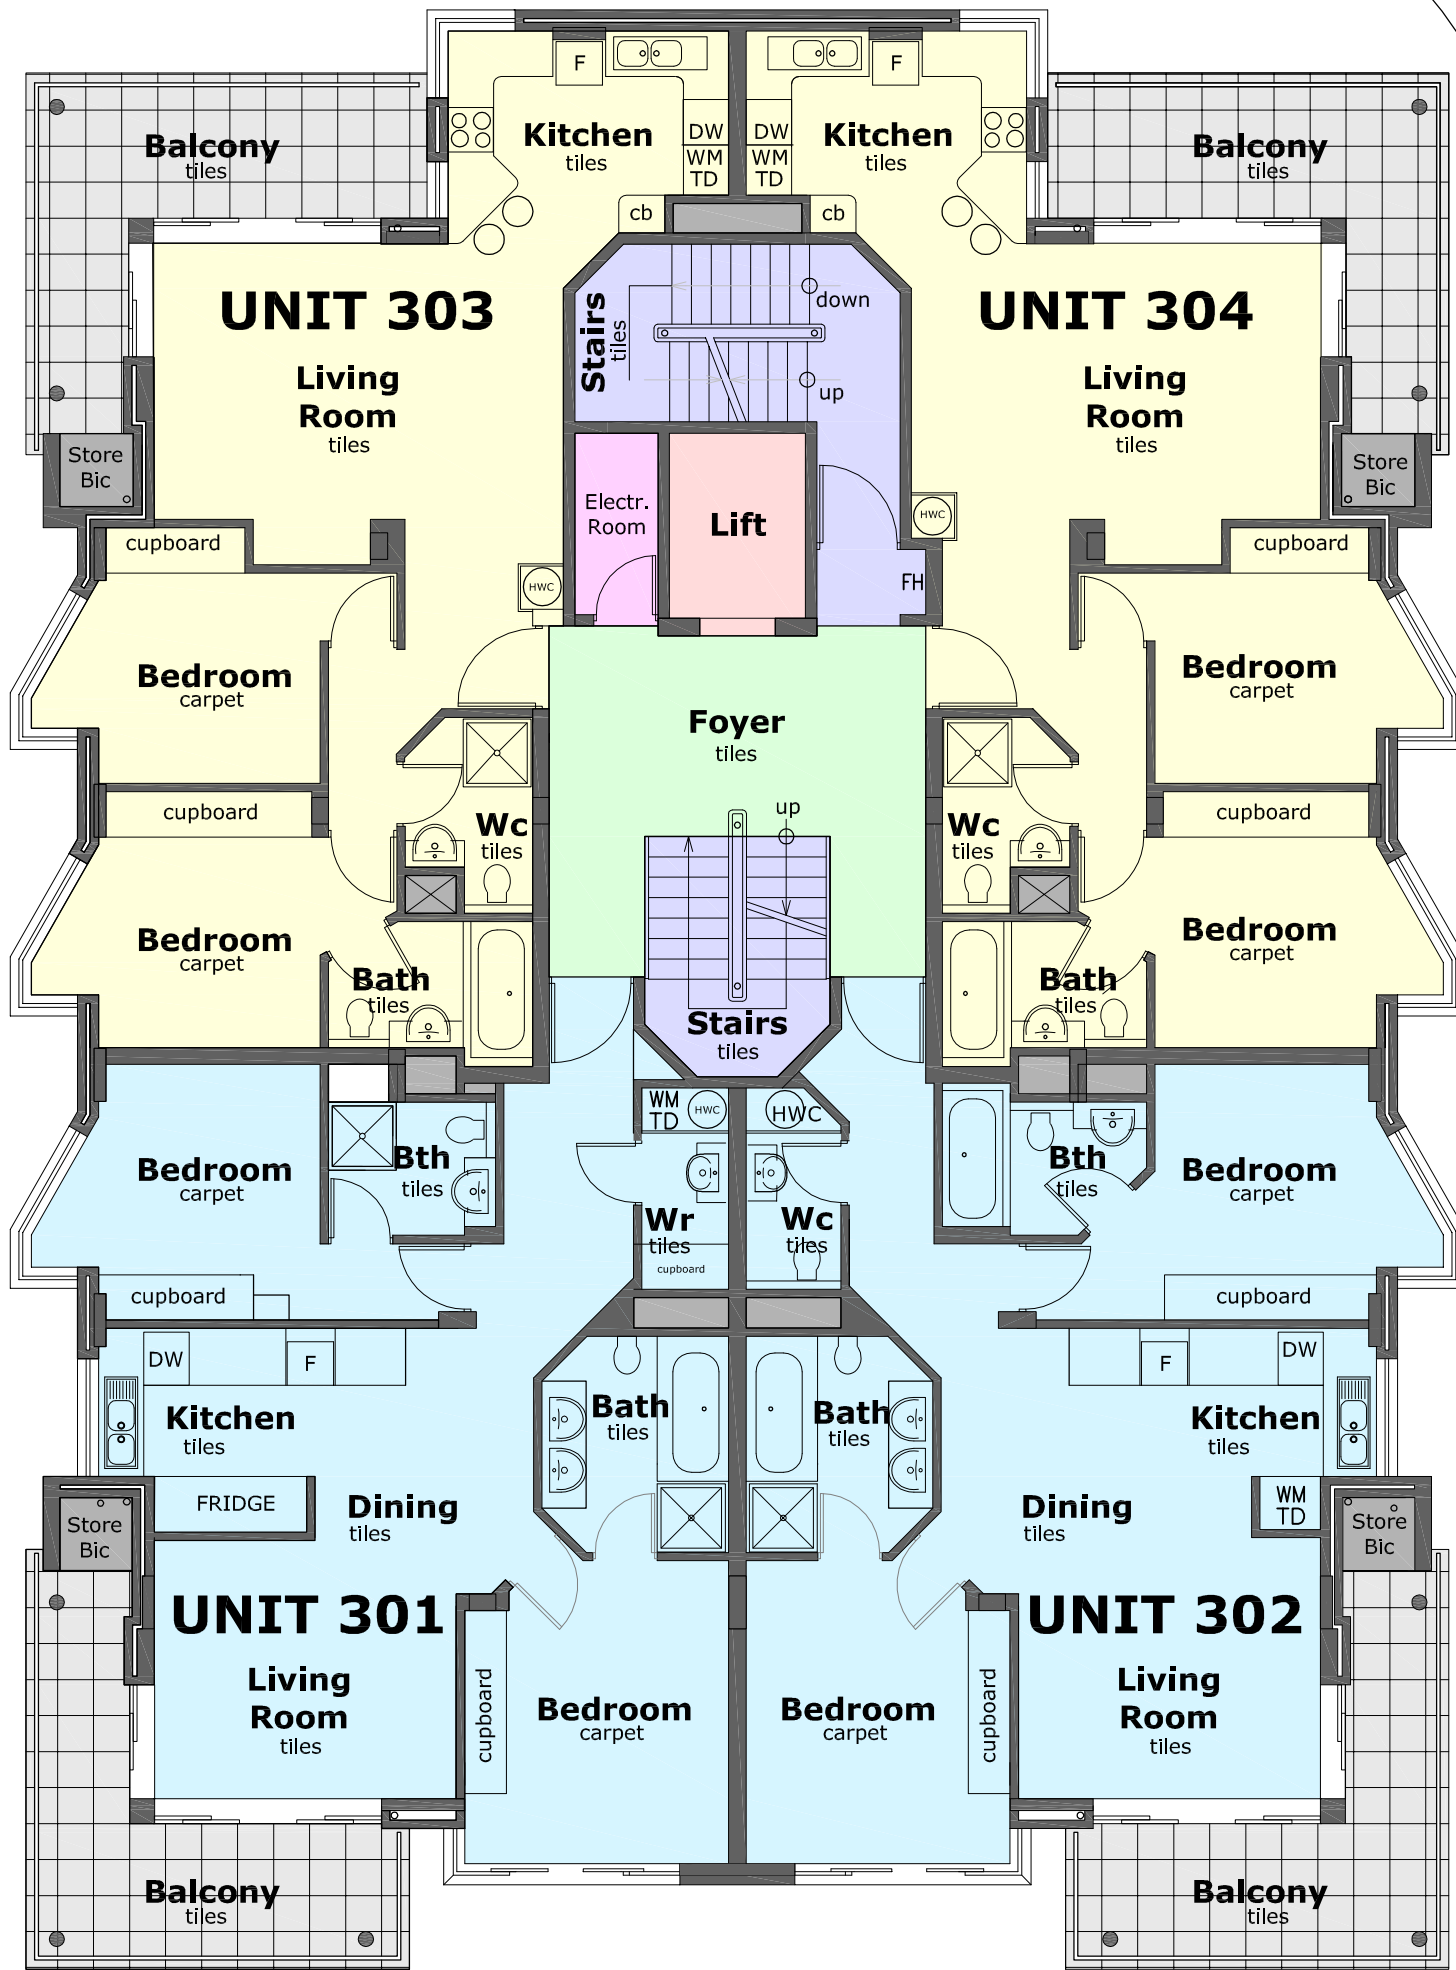 F
F
Kitchen
tiles
DW
WM
TD
DW
WM
TD
Kitchen
tiles
Balcony
tiles
Balcony
tiles
cb
cb
UNIT 303
Stairs
tiles
down
up
UNIT 304
Living
Room
tiles
Living
Room
tiles
Store
Bic
Store
Bic
Electr.
Room
Lift
HWC
cupboard
cupboard
HWC
FH
Bedroom
carpet
Bedroom
carpet
Foyer
tiles
cupboard
up
cupboard
Wc
tiles
Wc
tiles
Bedroom
carpet
Bedroom
carpet
Bath
tiles
Bath
tiles
Stairs
tiles
WM
TD
HWC
HWC
Bedroom
carpet
Bth
tiles
Bth
tiles
Bedroom
carpet
Wr
tiles
cupboard
Wc
tiles
cupboard
cupboard
DW
F
F
DW
Kitchen
tiles
Bath
tiles
Bath
tiles
Kitchen
tiles
FRIDGE
Dining
tiles
Dining
tiles
WM
TD
Store
Bic
Store
Bic
UNIT 301
UNIT 302
Living
Room
tiles
cupboard
Bedroom
carpet
Bedroom
carpet
cupboard
Living
Room
tiles
Balcony
tiles
Balcony
tiles